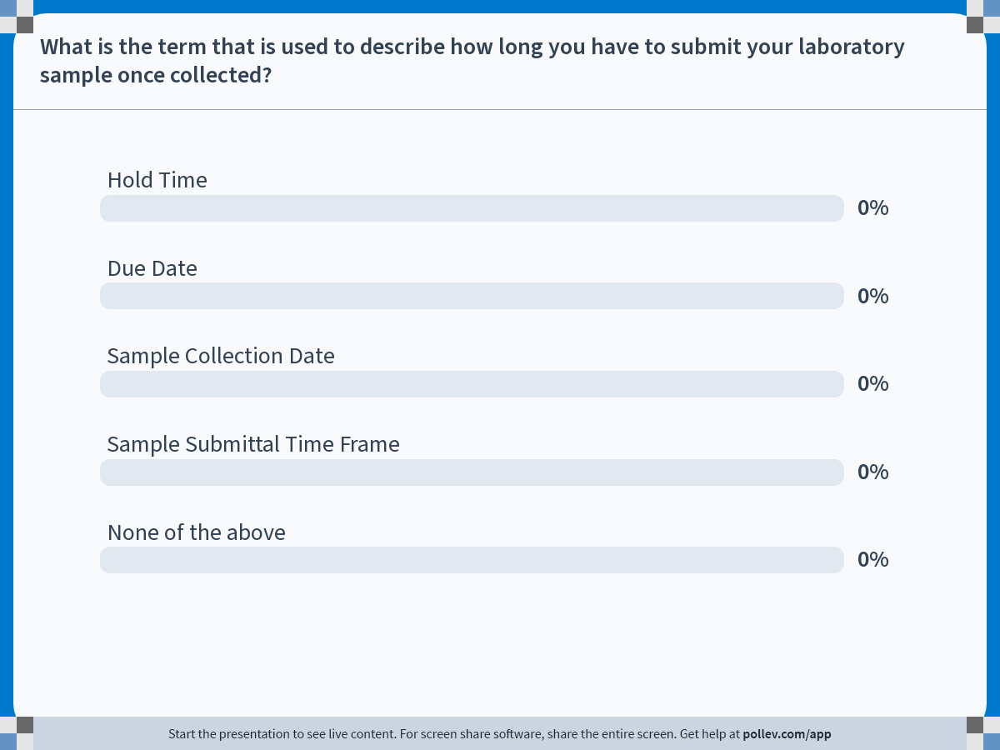 What is the term that is used to describe how long you have to submit your laboratory
sample once collected?
Hold Time
0%
Due Date
0%
Sample Collection Date
0%
Sample Submittal Time Frame
0%
None of the above
0%
Start the presentation to see live content. For screen share software, share the entire screen. Get help at pollev.com/app